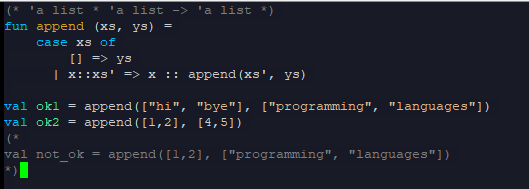 (* 'a list * 'a list -> 'a list *)
fun append (xs, ys) =
    case xs of
        [] => ys
      | x::xs' => x :: append(xs', ys)

val ok1 = append(["hi", "bye"], ["programming", "languages"])
val ok2 = append([1,2], [4,5])
(*
val not_ok = append([1,2], ["programming", "languages"])
*)